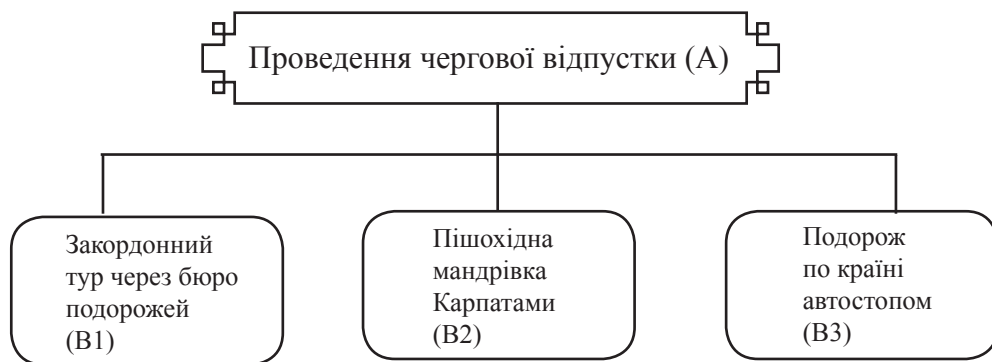 Проведення чергової відпустки (А)
Закордонний
тур через бюро
подорожей
(В1)
Пішохідна
мандрівка
Карпатами
(В2)
Подорож
по країні
автостопом
(В3)